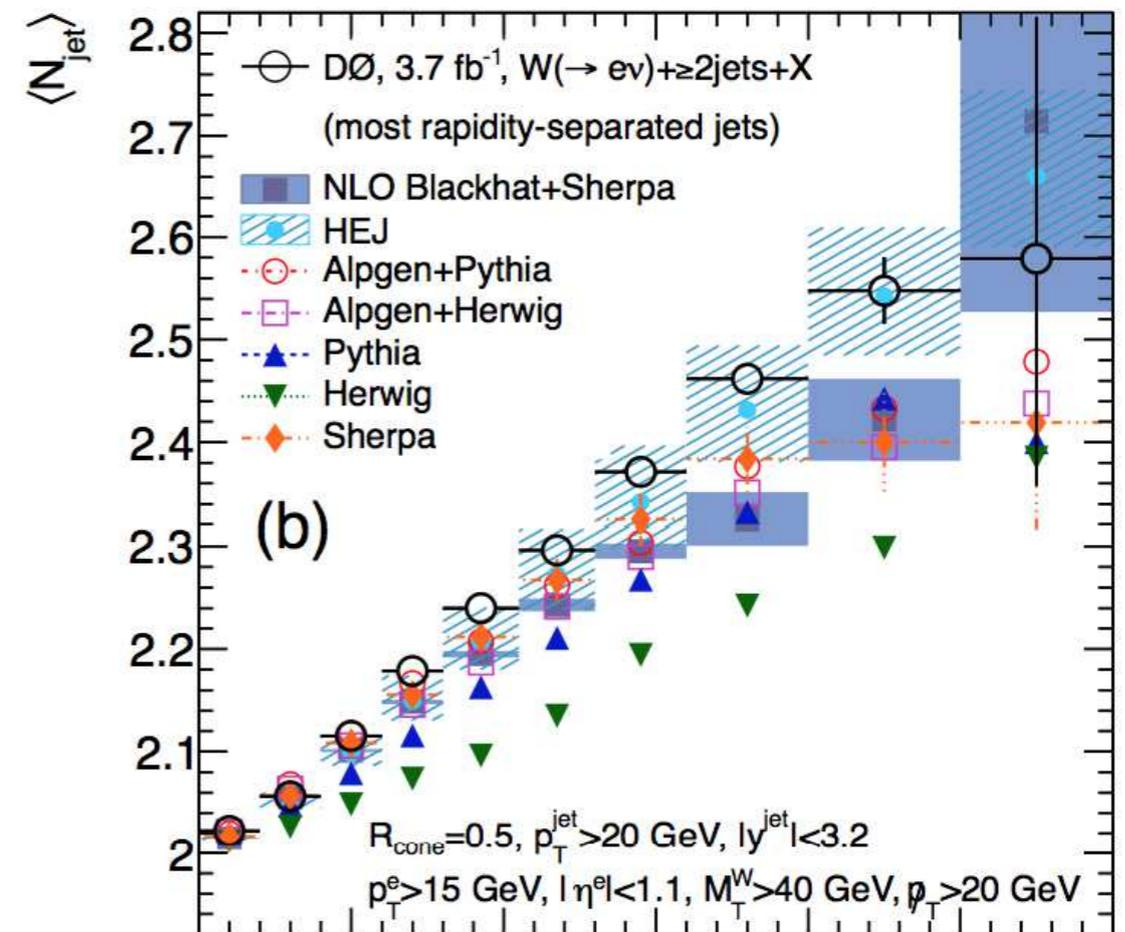 ⟨N_jet⟩
2.8
2.7
2.6
2.5
2.4
2.3
2.2
2.1
2
DØ, 3.7 fb⁻¹, W(→ eν)+≥2jets+X
(most rapidity-separated jets)
NLO Blackhat+Sherpa
HEJ
Alpgen+Pythia
Alpgen+Herwig
Pythia
Herwig
Sherpa
(b)
R_cone=0.5, p_T^jet>20 GeV, |y^jet|<3.2
p_T^e>15 GeV, |η^e|<1.1, M_T^W>40 GeV, p̸_T>20 GeV